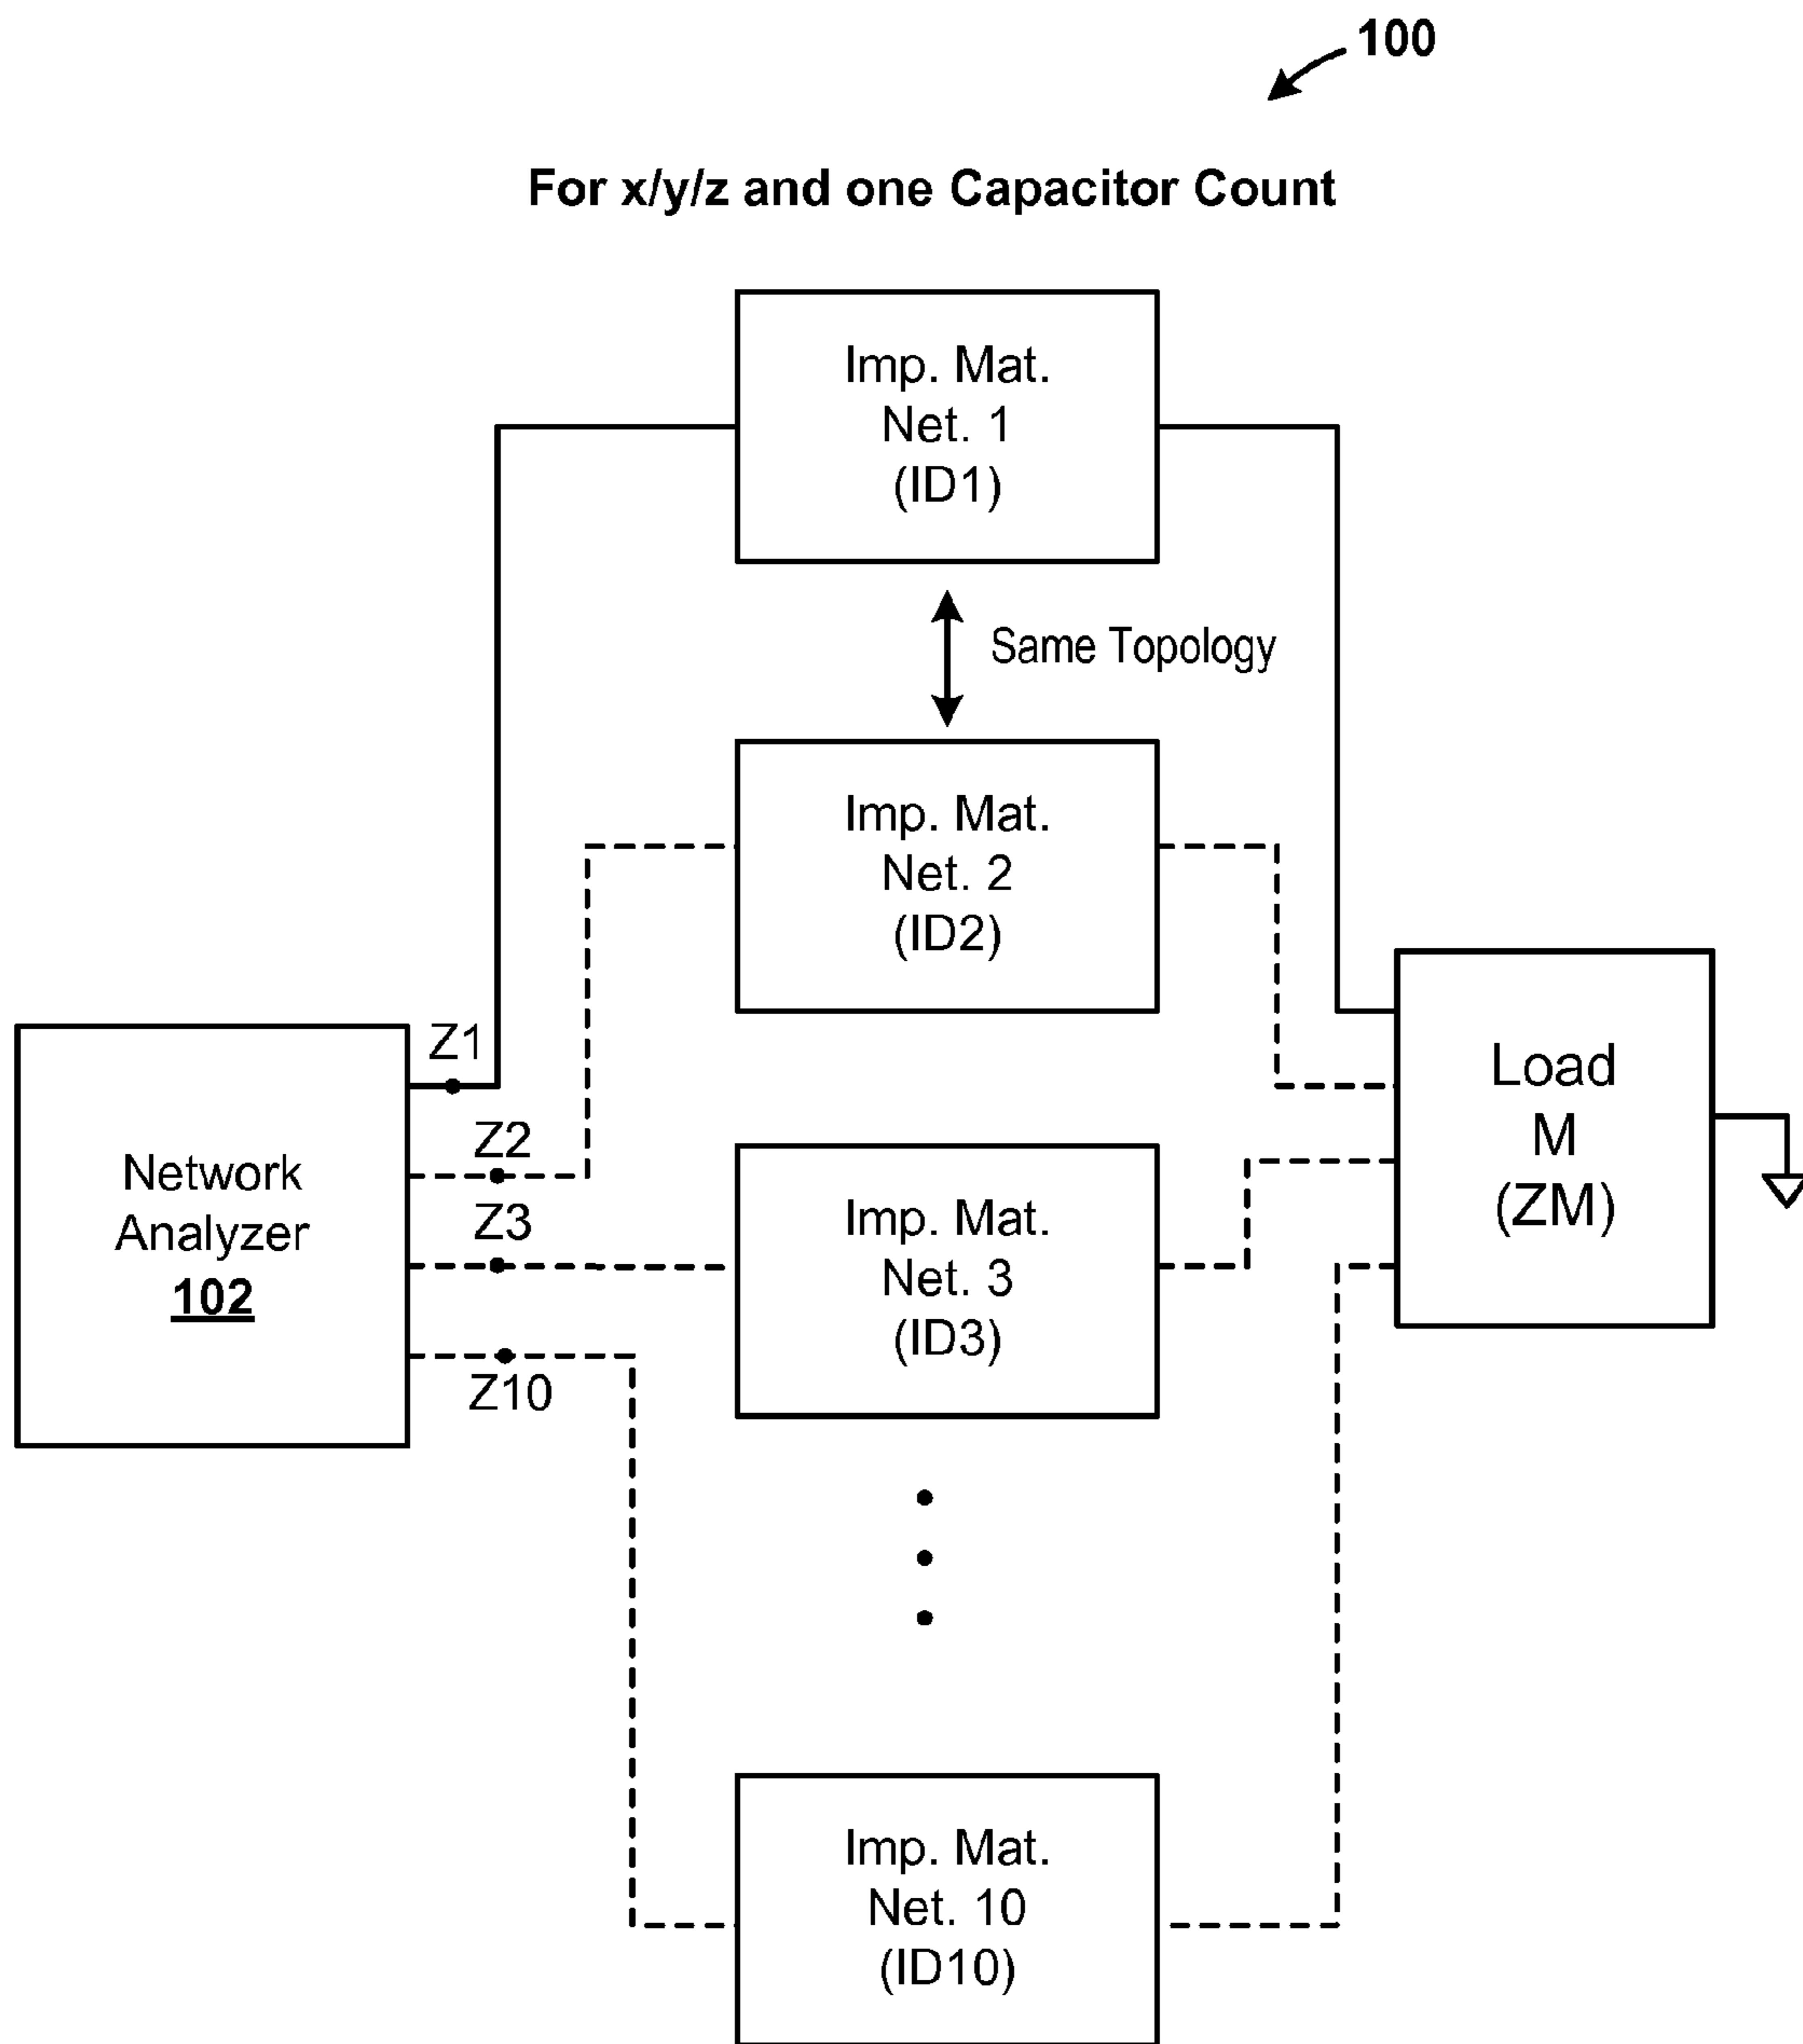 100
For x/y/z and one Capacitor Count
Imp. Mat.
Net. 1
(ID1)
Same Topology
Imp. Mat.
Net. 2
(ID2)
Z1
Z2
Z3
Z10
Network
Analyzer
102
Imp. Mat.
Net. 3
(ID3)
Load
M
(ZM)
Imp. Mat.
Net. 10
(ID10)